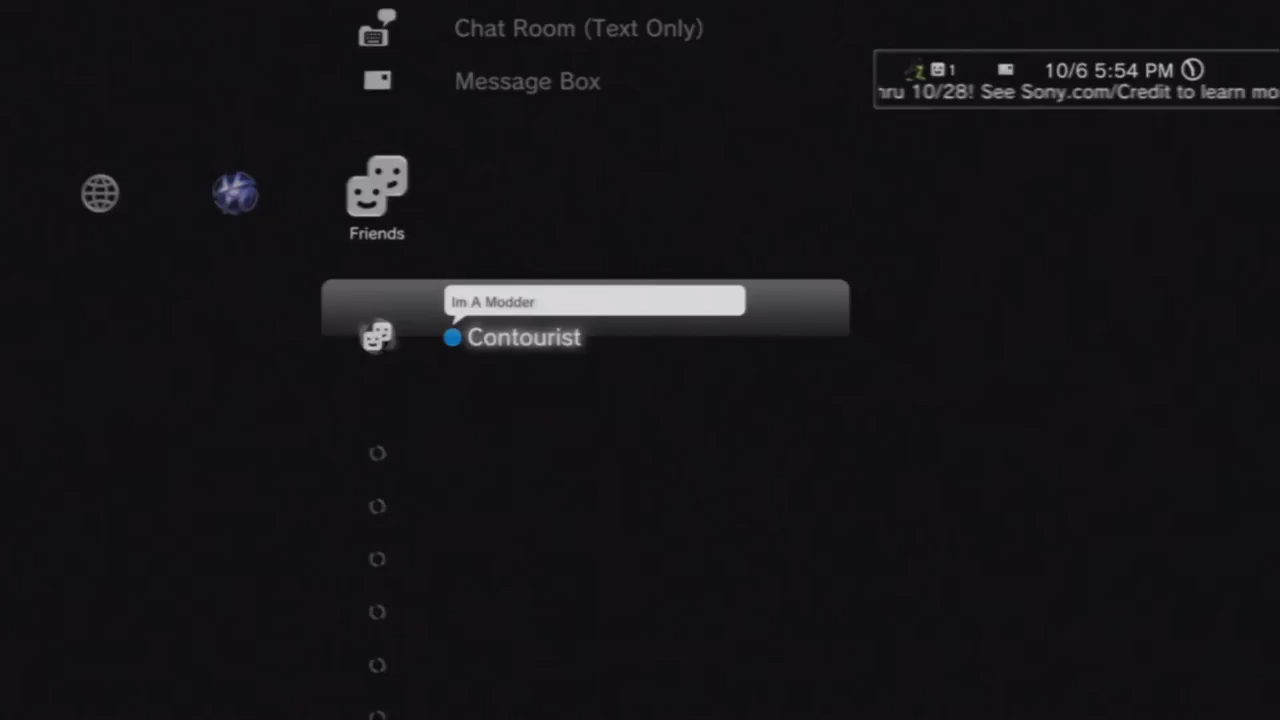 Chat Room (Text Only)
Message Box
1 10/6 5:54 PM
hru 10/28! See Sony.com/Credit to learn mo
Friends
Im A Modder
Contourist